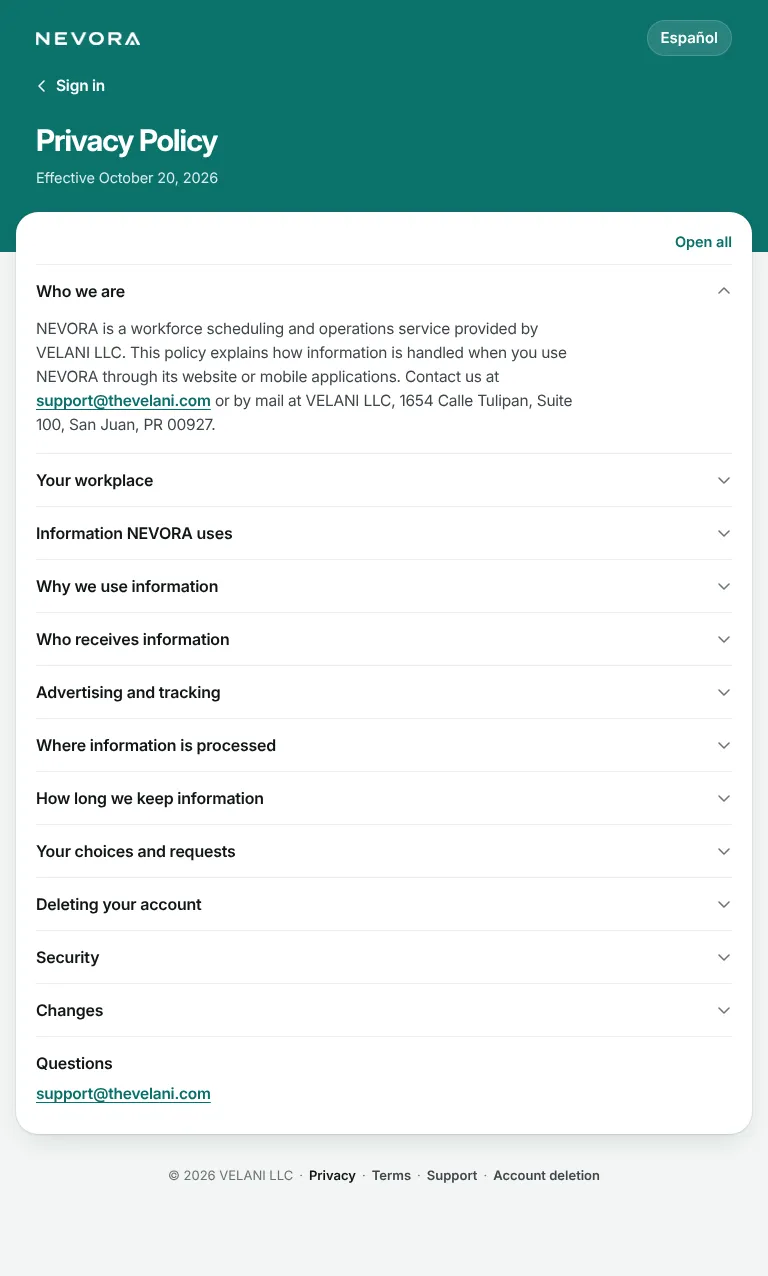 NEVORA
Español
Sign in
Privacy Policy
Effective October 20, 2026
Open all
Who we are
NEVORA is a workforce scheduling and operations service provided by
VELANI LLC. This policy explains how information is handled when you use
NEVORA through its website or mobile applications. Contact us at
support@thevelani.com or by mail at VELANI LLC, 1654 Calle Tulipan, Suite
100, San Juan, PR 00927.
Your workplace
Information NEVORA uses
Why we use information
Who receives information
Advertising and tracking
Where information is processed
How long we keep information
Your choices and requests
Deleting your account
Security
Changes
Questions
support@thevelani.com
© 2026 VELANI LLC · Privacy · Terms · Support · Account deletion